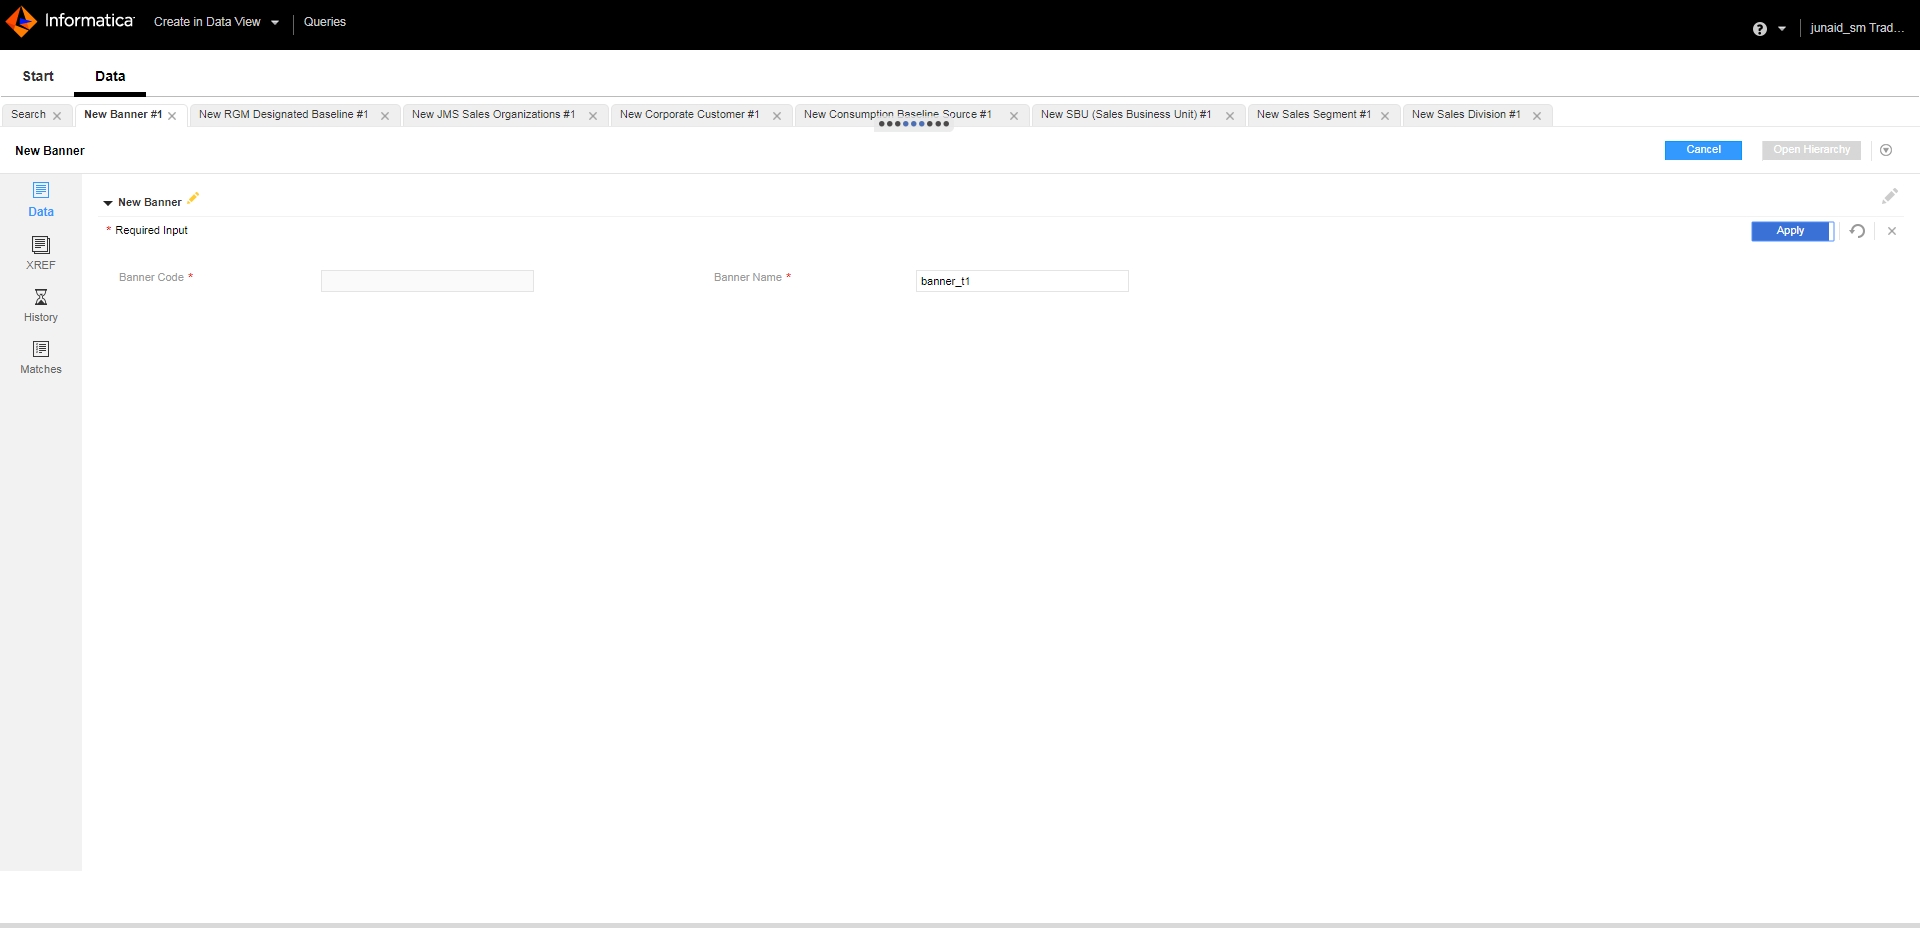 Informatica Create in Data View Queries junaid_sm Trad...
Start Data
Search New Banner #1 New RGM Designated Baseline #1 New JMS Sales Organizations #1 New Corporate Customer #1 New Consumption Baseline Source #1 New SBU (Sales Business Unit) #1 New Sales Segment #1 New Sales Division #1
New Banner Cancel Open Hierarchy
Data
XREF
History
Matches
New Banner
* Required Input Apply
Banner Code * Banner Name * banner_t1